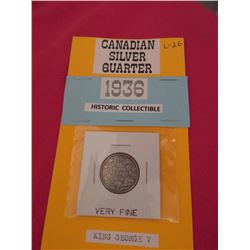 CANADIAN
SILVER
QUARTER
L-26
1936
HISTORIC COLLECTIBLE
VERY FINE
KING GEORGE V